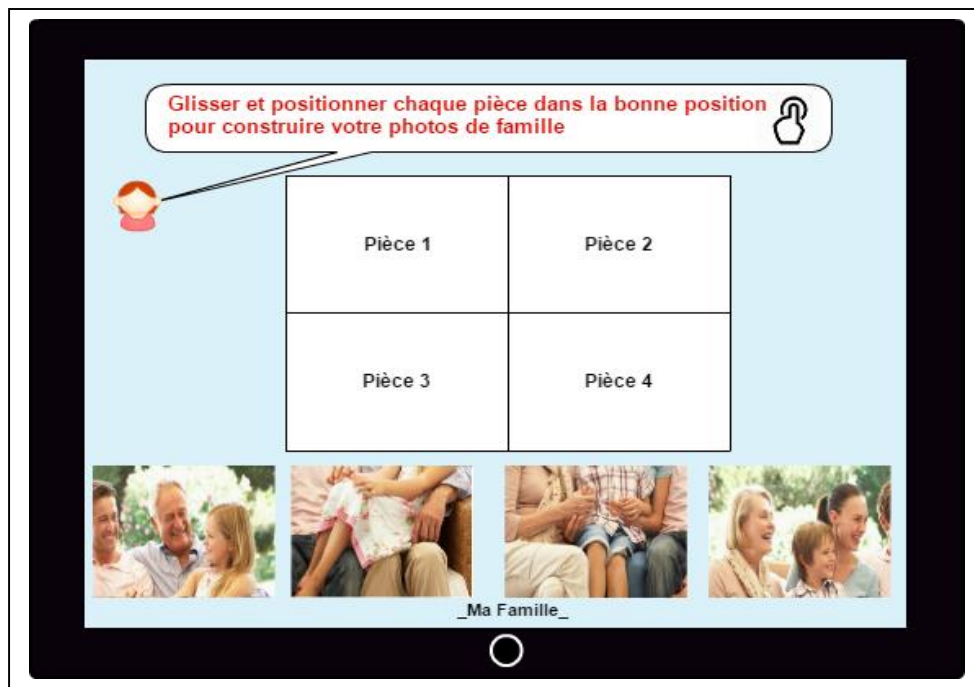 Glisser et positionner chaque pièce dans la bonne position
pour construire votre photos de famille
Pièce 1
Pièce 2
Pièce 3
Pièce 4
_Ma Famille_